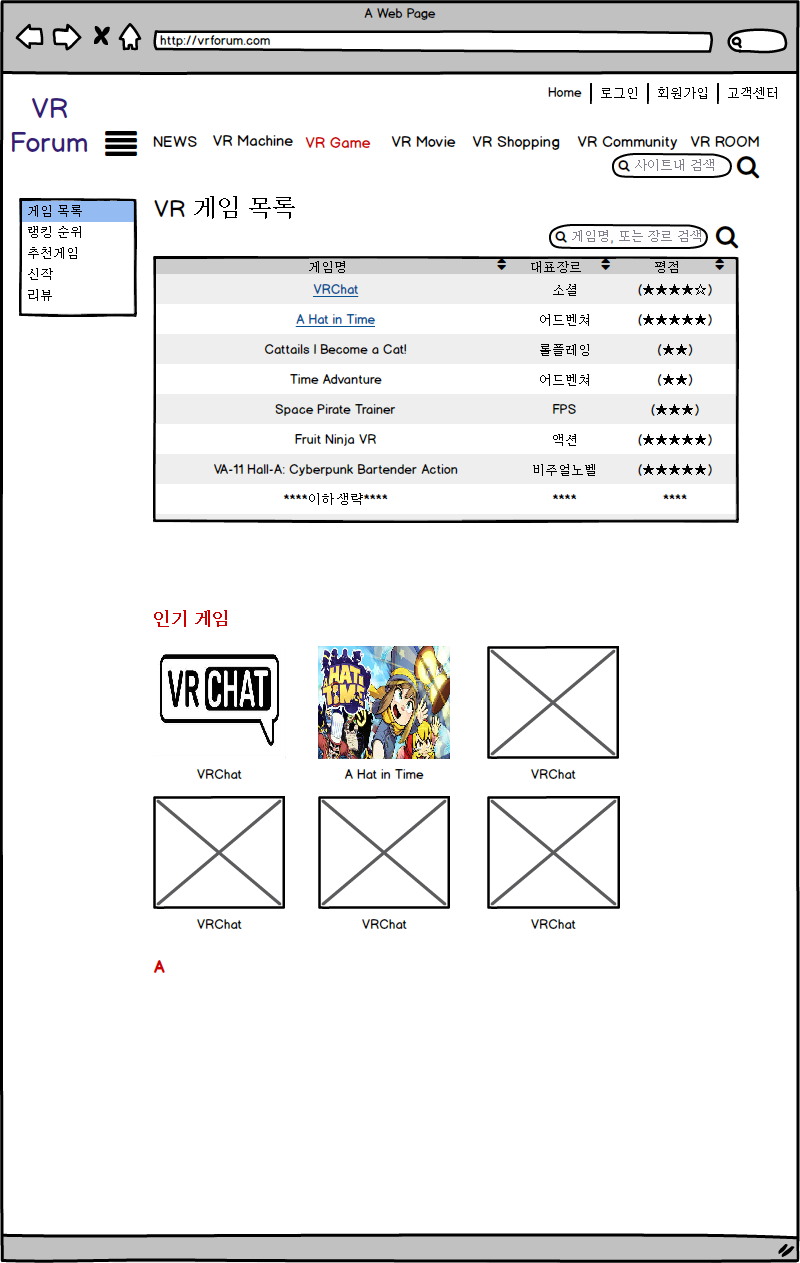 A Web Page
http://vrforum.com
Home 로그인 회원가입 고객센터
VR
Forum
NEWS VR Machine VR Game VR Movie VR Shopping VR Community VR ROOM
사이트내 검색
게임 목록
랭킹 순위
추천게임
신작
리뷰
VR 게임 목록
게임명, 또는 장르 검색
게임명 대표장르 평점
VRChat 소셜 (★★★★☆)
A Hat in Time 어드벤쳐 (★★★★★)
Cattails I Become a Cat! 롤플레잉 (★★)
Time Advanture 어드벤쳐 (★★)
Space Pirate Trainer FPS (★★★)
Fruit Ninja VR 액션 (★★★★★)
VA-11 Hall-A: Cyberpunk Bartender Action 비주얼노벨 (★★★★★)
****이하생략**** **** ****
인기 게임
VR CHAT
A HAT IN TIME
VRChat A Hat in Time VRChat
VRChat VRChat VRChat
A